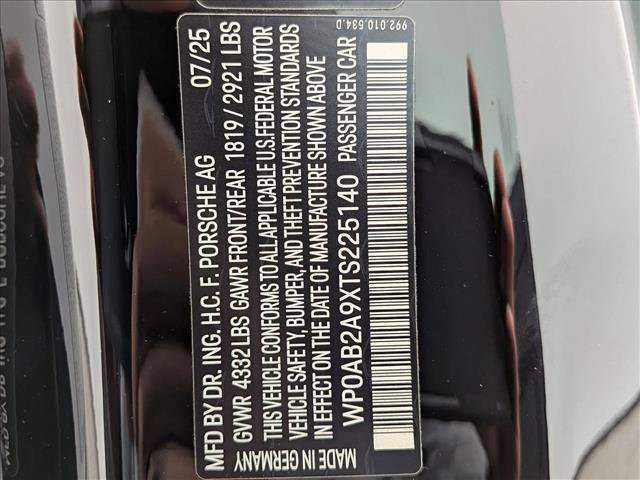 MFD BY DR. ING. H.C. F. PORSCHE AG 07/25
GVWR 4332 LBS GAWR FRONT/REAR 1819 / 2921 LBS
THIS VEHICLE CONFORMS TO ALL APPLICABLE U.S. FEDERAL MOTOR
VEHICLE SAFETY, BUMPER, AND THEFT PREVENTION STANDARDS
IN EFFECT ON THE DATE OF MANUFACTURE SHOWN ABOVE
WP0AB2A9XTS225140 PASSENGER CAR
MADE IN GERMANY
992.010.534.D